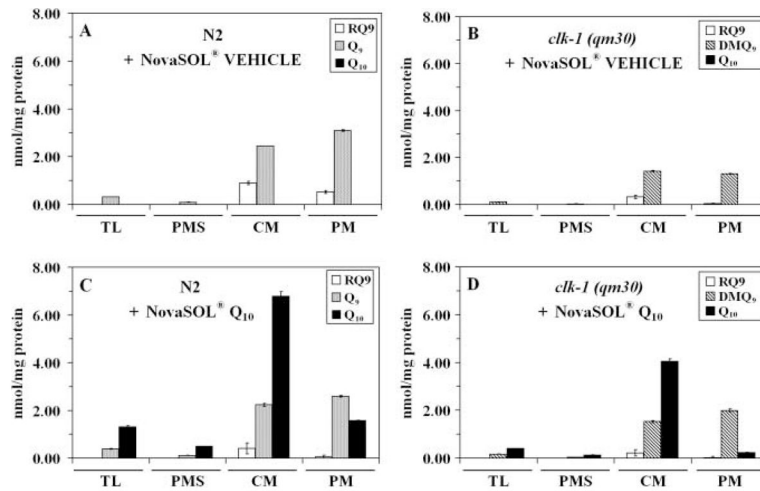 A
N2
+ NovaSOL® VEHICLE
RQ9
Q9
Q10
nmol/mg protein
8.00
6.00
4.00
2.00
0.00
TL
PMS
CM
PM
B
clk-1 (qm30)
+ NovaSOL® VEHICLE
RQ9
DMQ9
Q10
nmol/mg protein
8.00
6.00
4.00
2.00
0.00
TL
PMS
CM
PM
C
N2
+ NovaSOL® Q10
RQ9
Q9
Q10
nmol/mg protein
8.00
6.00
4.00
2.00
0.00
TL
PMS
CM
PM
D
clk-1 (qm30)
+ NovaSOL® Q10
RQ9
DMQ9
Q10
nmol/mg protein
8.00
6.00
4.00
2.00
0.00
TL
PMS
CM
PM